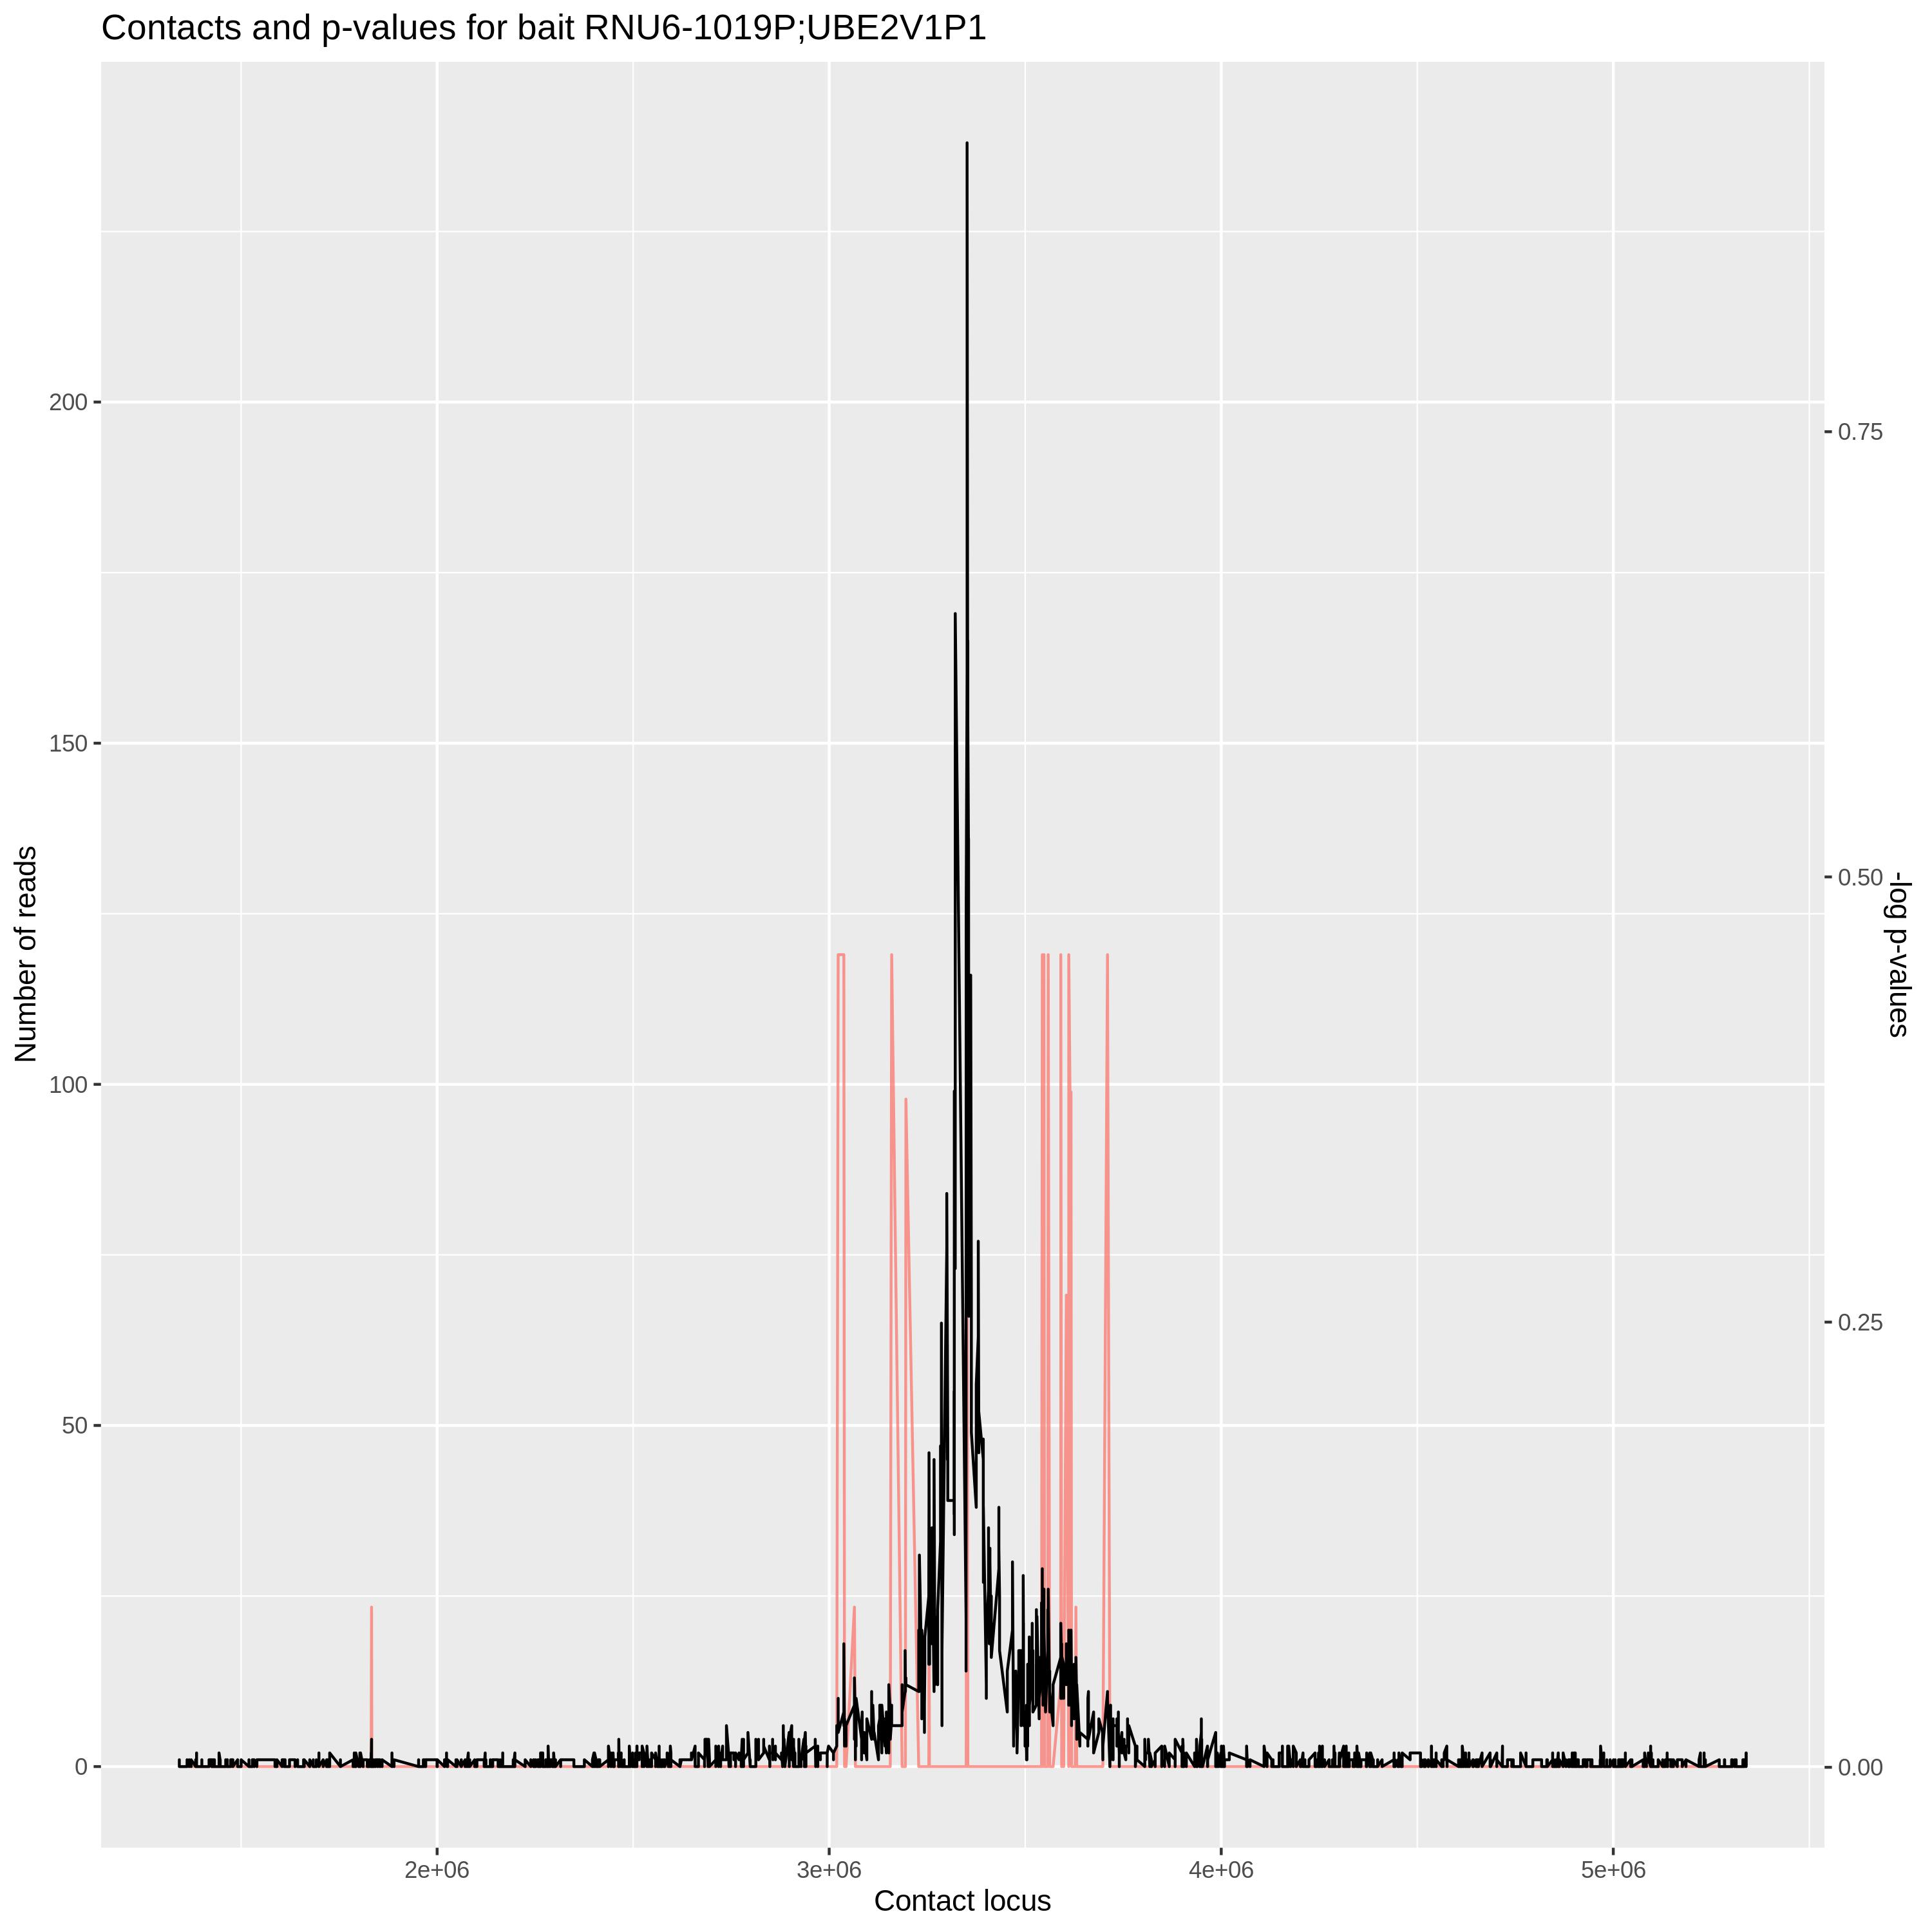 Contacts and p-values for bait RNU6-1019P;UBE2V1P1
200
150
100
50
0
Number of reads
0.75
0.50
0.25
0.00
-log p-values
2e+06
3e+06
4e+06
5e+06
Contact locus